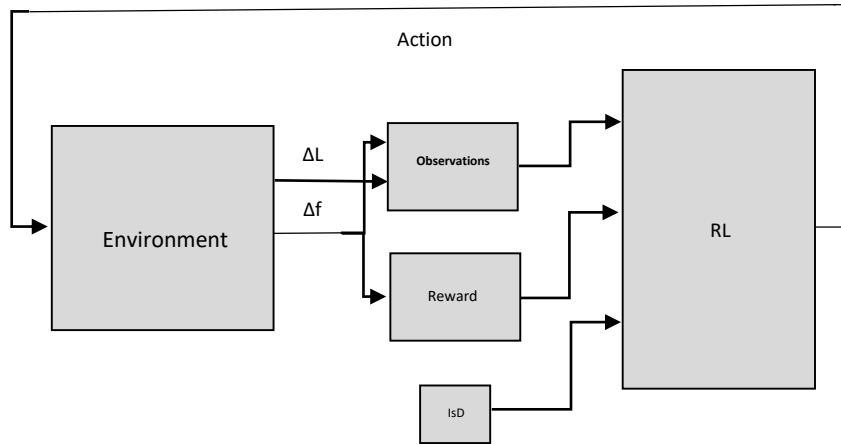 Action
ΔL
Observations
Δf
Environment
RL
Reward
IsD